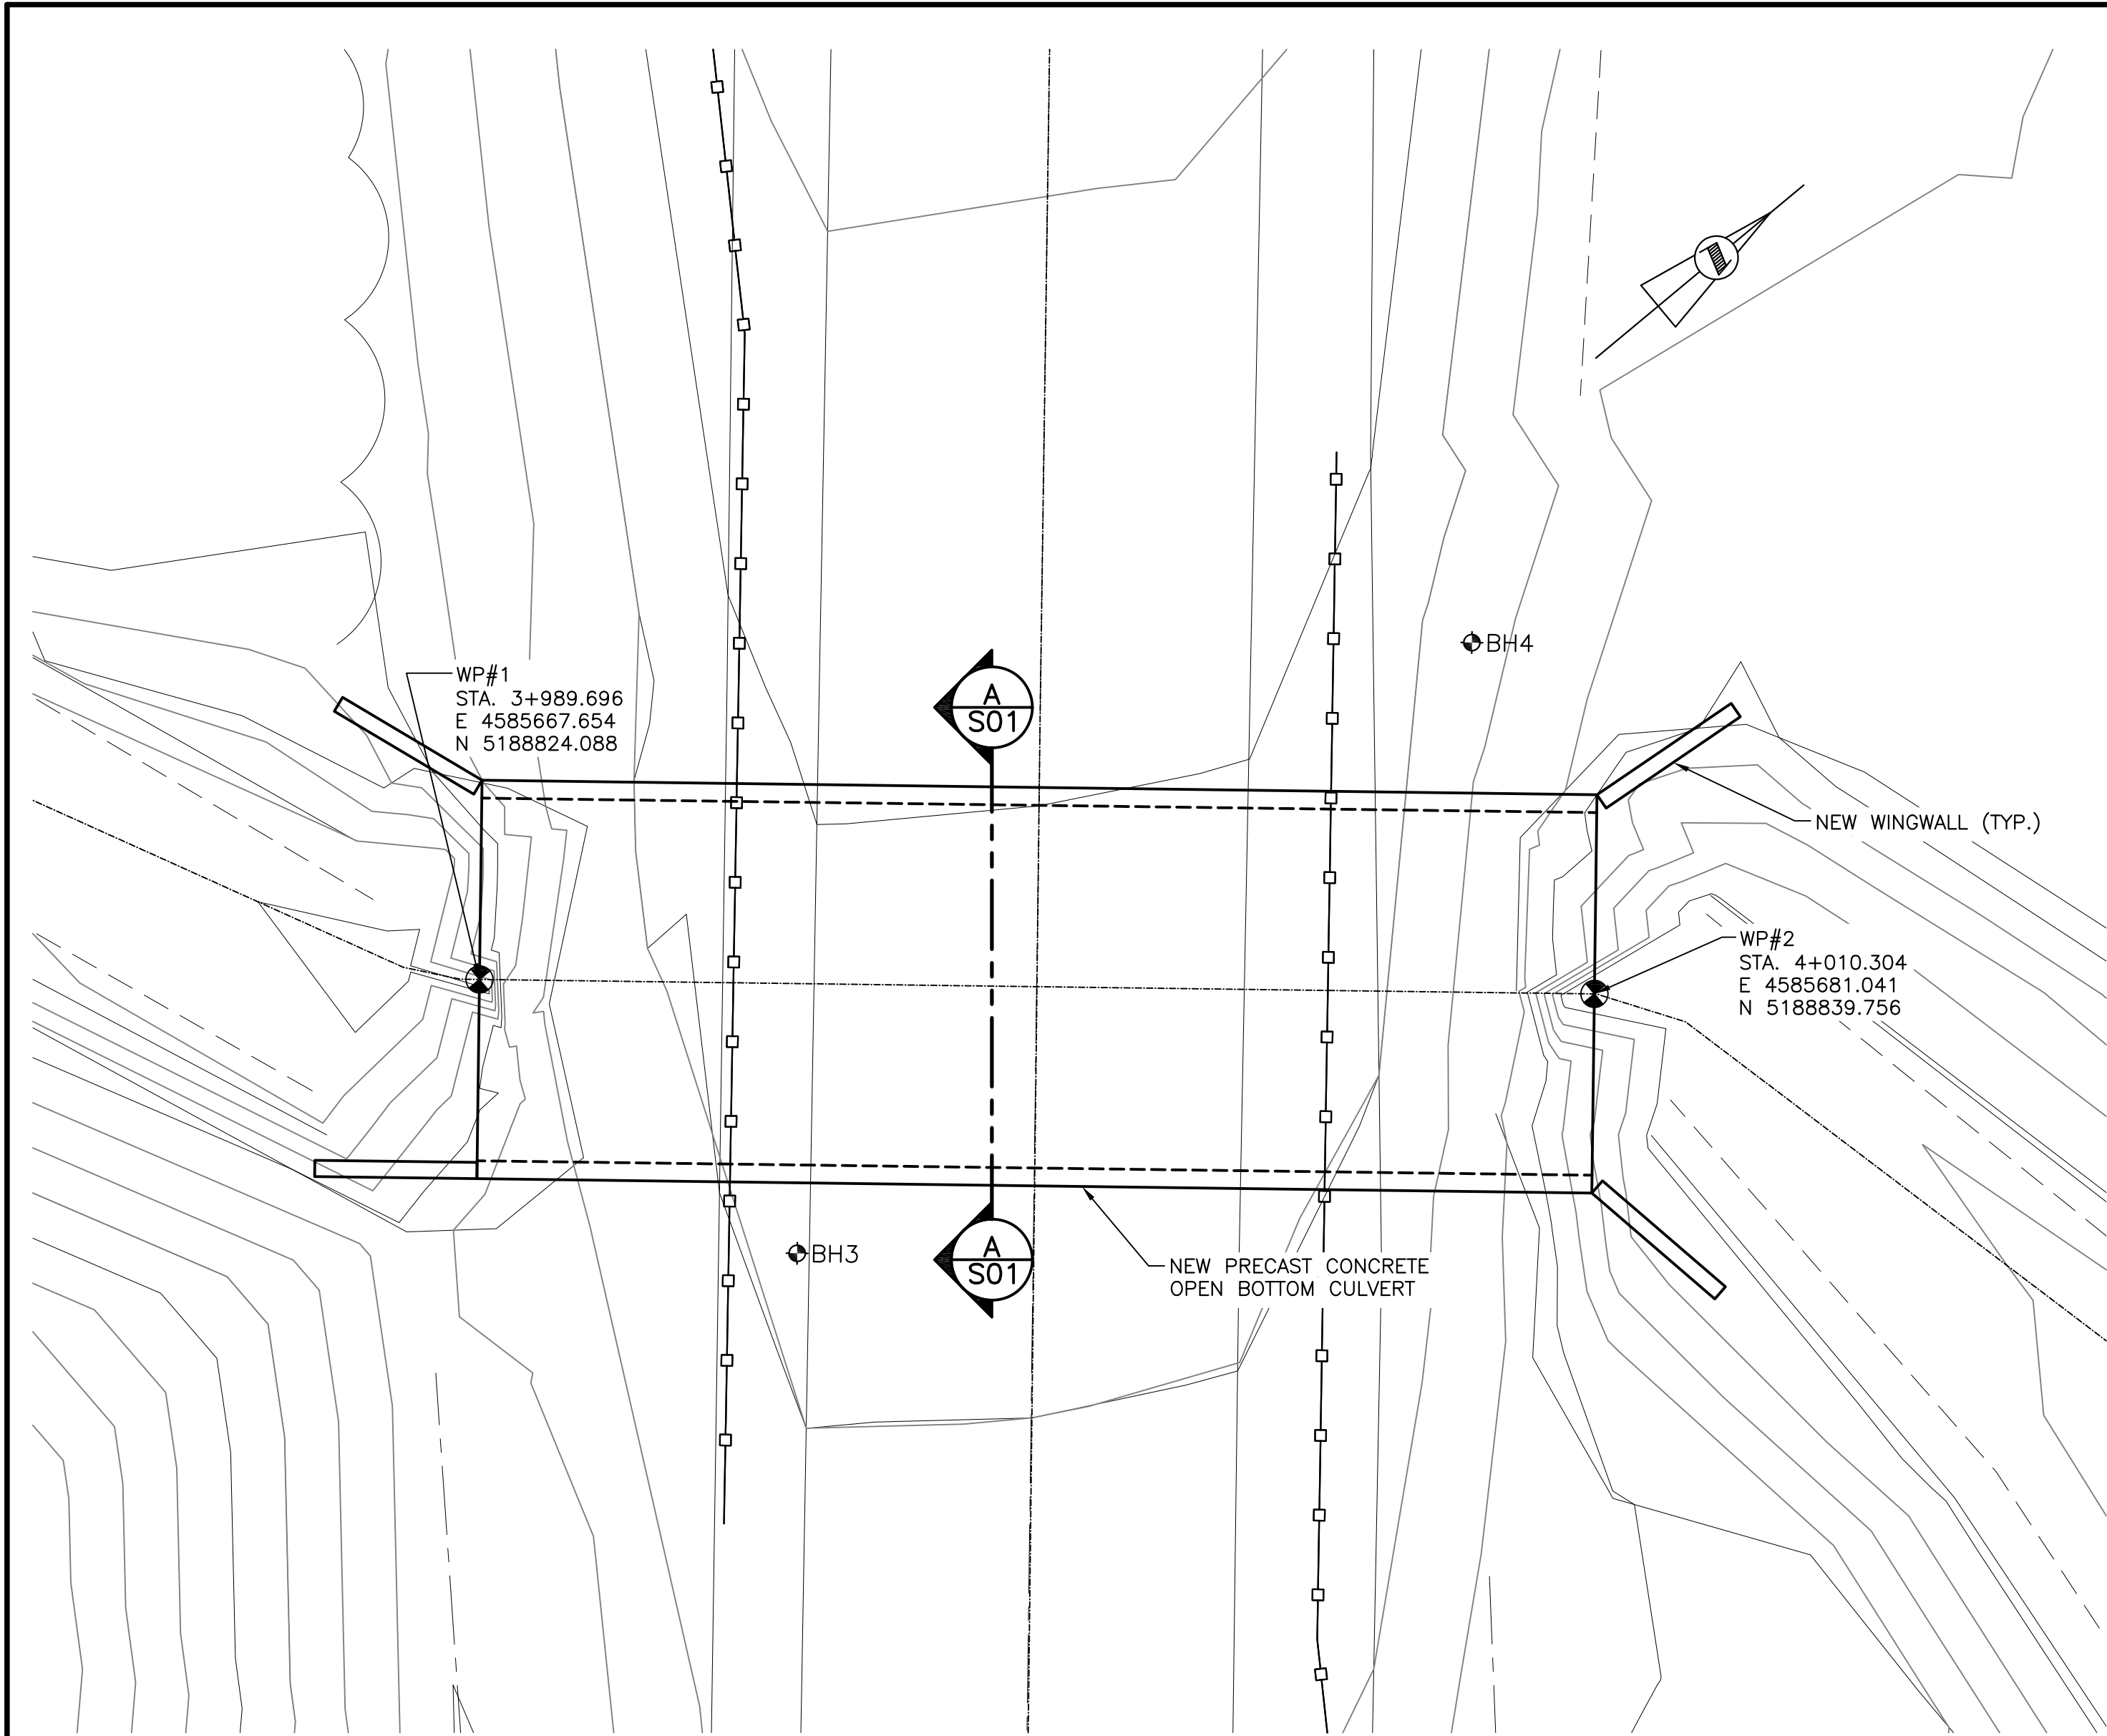 BH4
WP#1
STA. 3+989.696
E 4585667.654
N 5188824.088
A
S01
NEW WINGWALL (TYP.)
WP#2
STA. 4+010.304
E 4585681.041
N 5188839.756
BH3
A
S01
NEW PRECAST CONCRETE
OPEN BOTTOM CULVERT